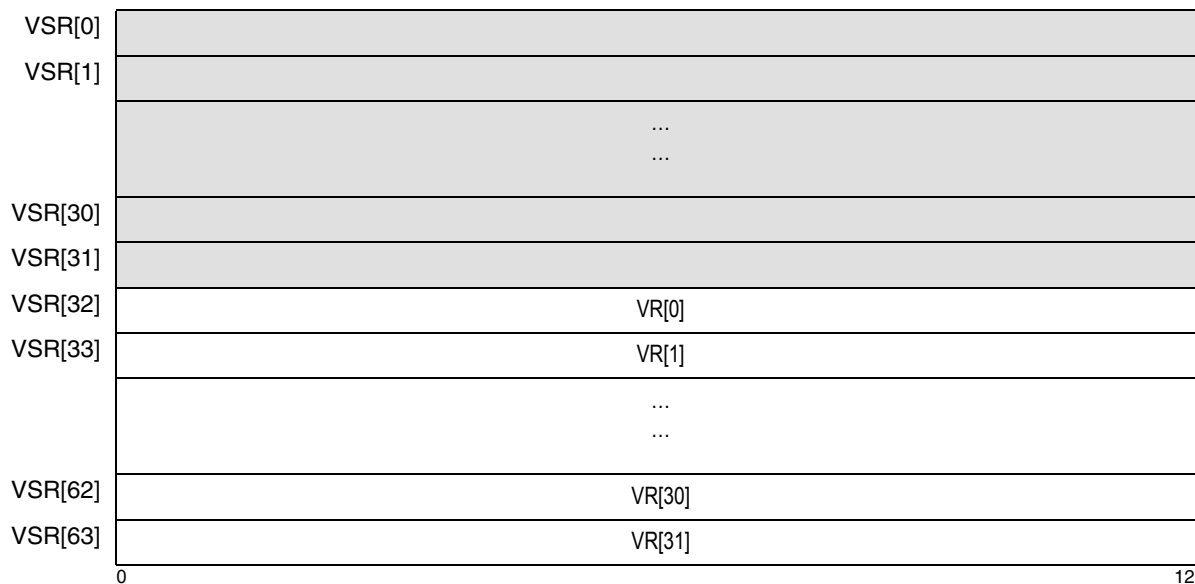 VSR[0]
VSR[1]
...
...
VSR[30]
VSR[31]
VSR[32] VR[0]
VSR[33] VR[1]
...
...
VSR[62] VR[30]
VSR[63] VR[31]
0 12